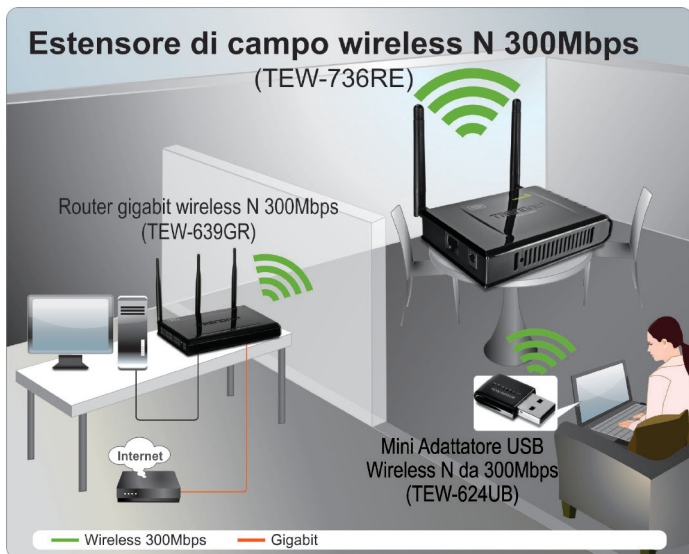 Estensore di campo wireless N 300Mbps
(TEW-736RE)
Router gigabit wireless N 300Mbps
(TEW-639GR)
Internet
Mini Adattatore USB
Wireless N da 300Mbps
(TEW-624UB)
Wireless 300Mbps
Gigabit